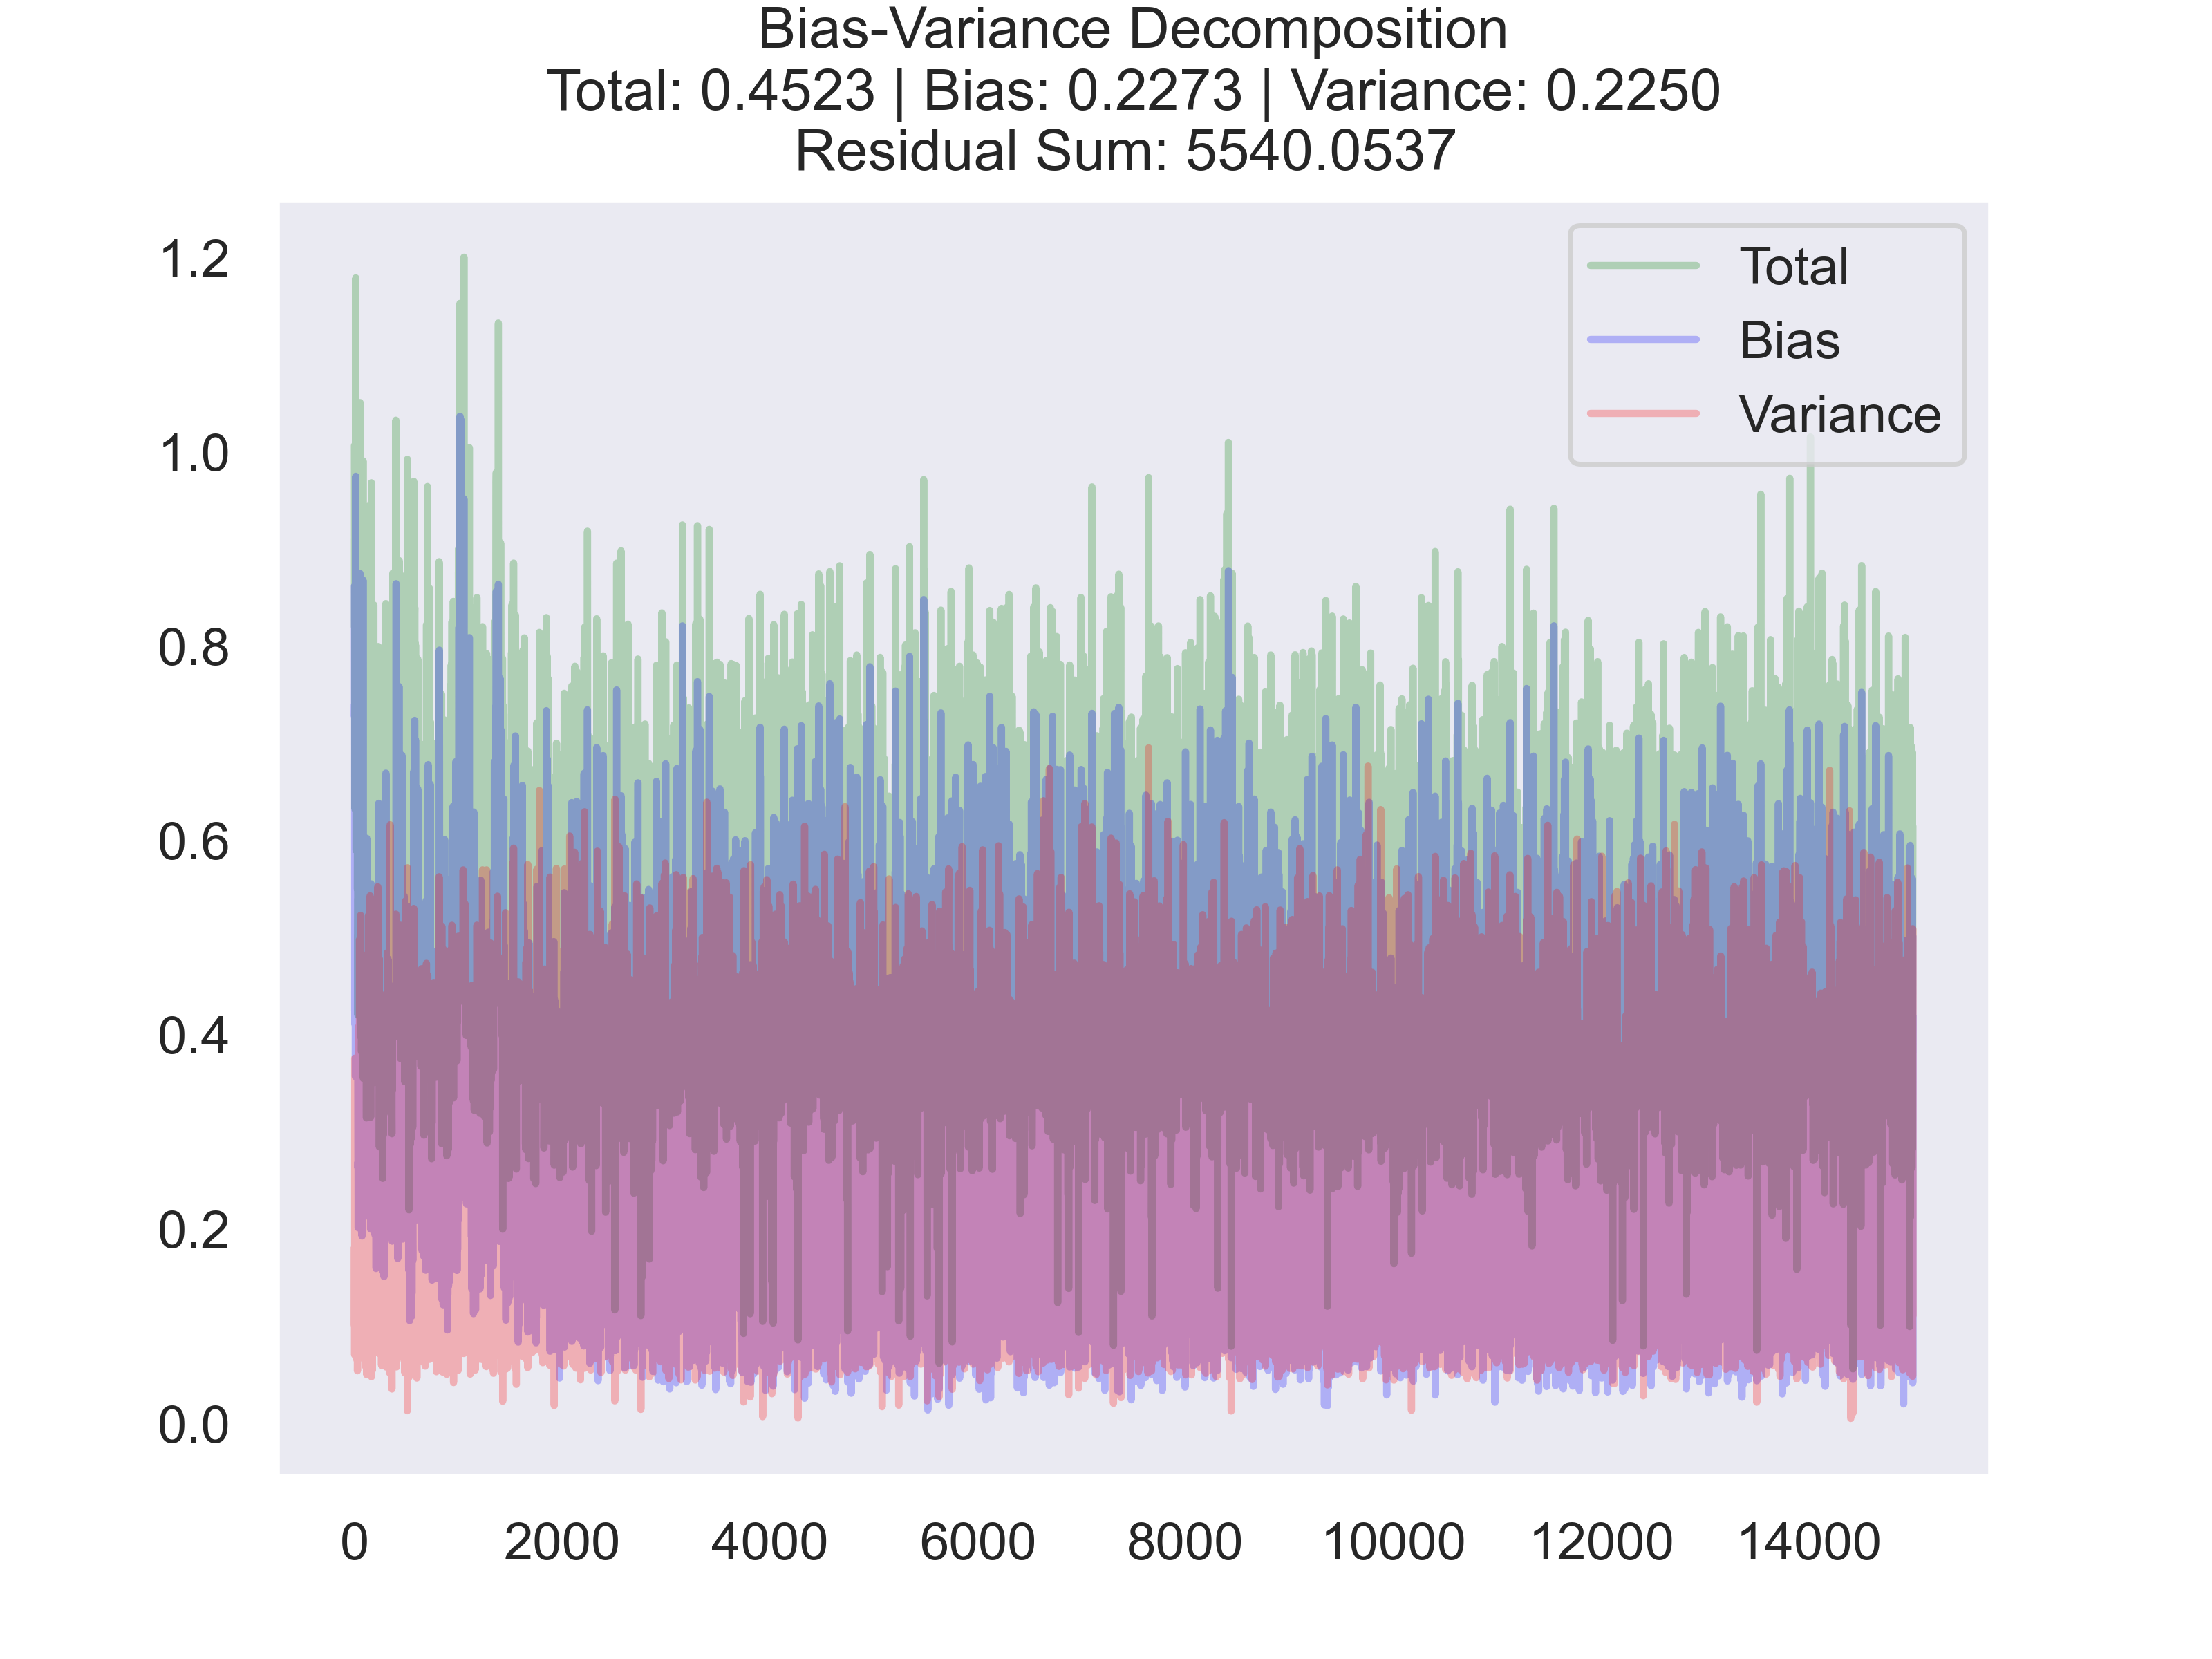 Bias-Variance Decomposition
Total: 0.4523 | Bias: 0.2273 | Variance: 0.2250
Residual Sum: 5540.0537
Total
Bias
Variance
1.2
1.0
0.8
0.6
0.4
0.2
0.0
0 2000 4000 6000 8000 10000 12000 14000